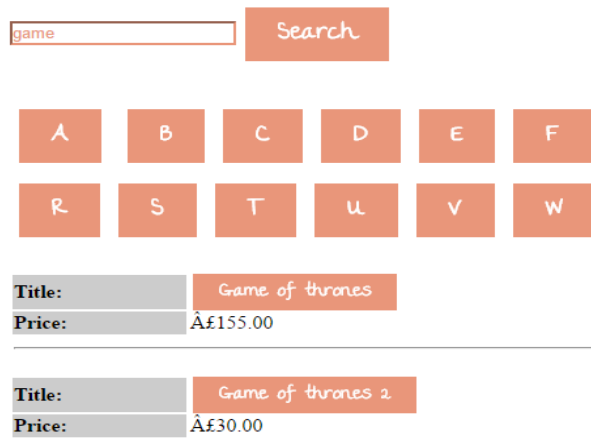 game Search
A B C D E F
R S T U V W
Title: Game of thrones
Price: Â£155.00
Title: Game of thrones 2
Price: Â£30.00